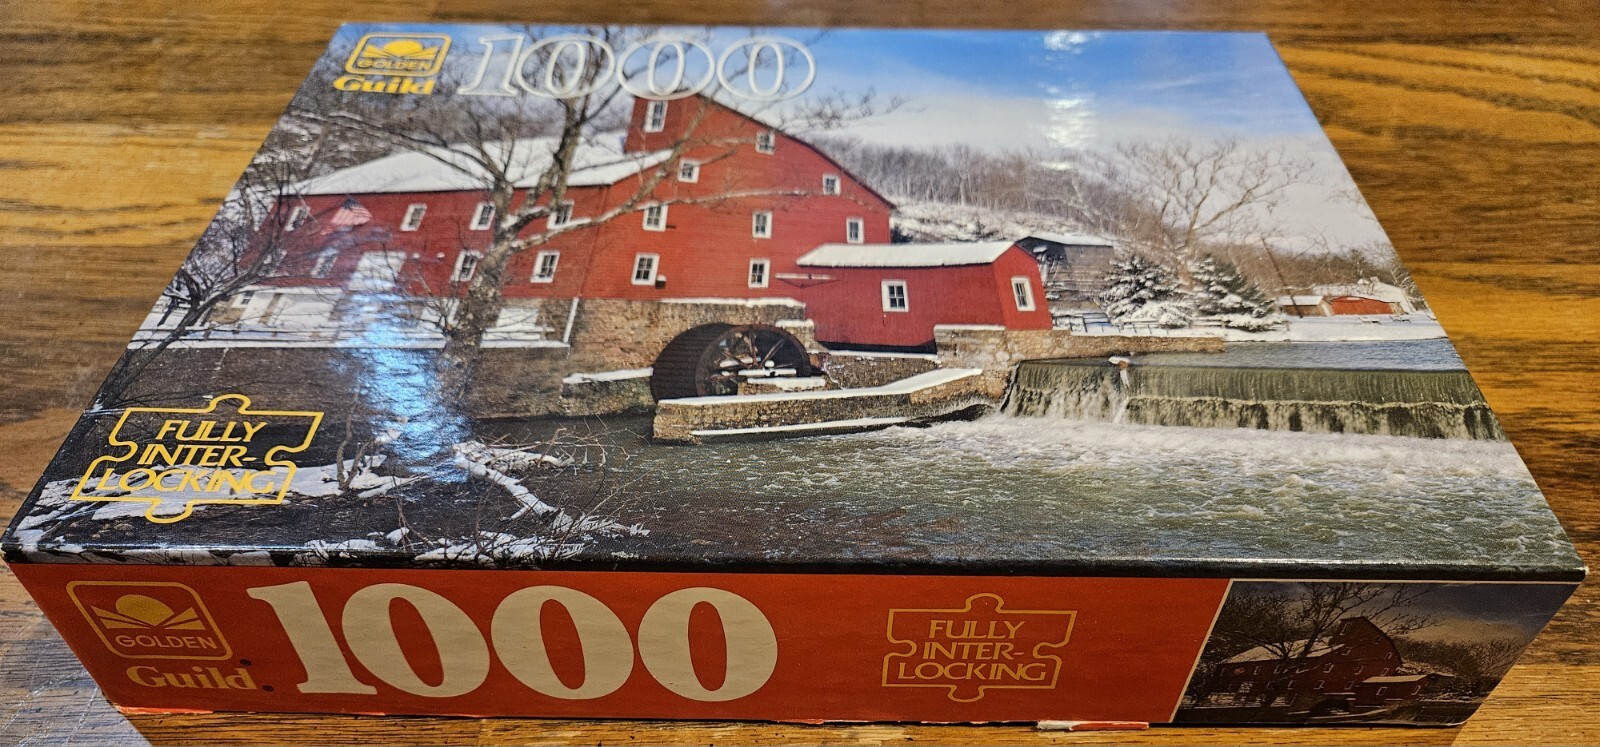 GOLDEN
Guild
1000
FULLY
INTER-
LOCKING
GOLDEN
Guild
1000
FULLY
INTER-
LOCKING